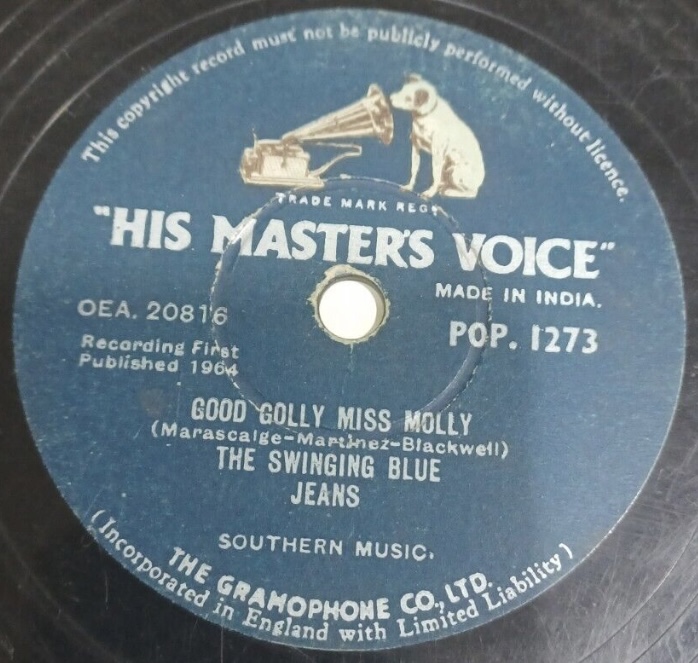 This copyright record must not be publicly performed without licence.
TRADE MARK REGD
"HIS MASTER'S VOICE"
MADE IN INDIA.
OEA. 20816
POP. 1273
Recording First
Published 1964
GOOD GOLLY MISS MOLLY
(Marascalge-Martinez-Blackwell)
THE SWINGING BLUE
JEANS
SOUTHERN MUSIC.
THE GRAMOPHONE CO., LTD.
(Incorporated in England with Limited Liability)